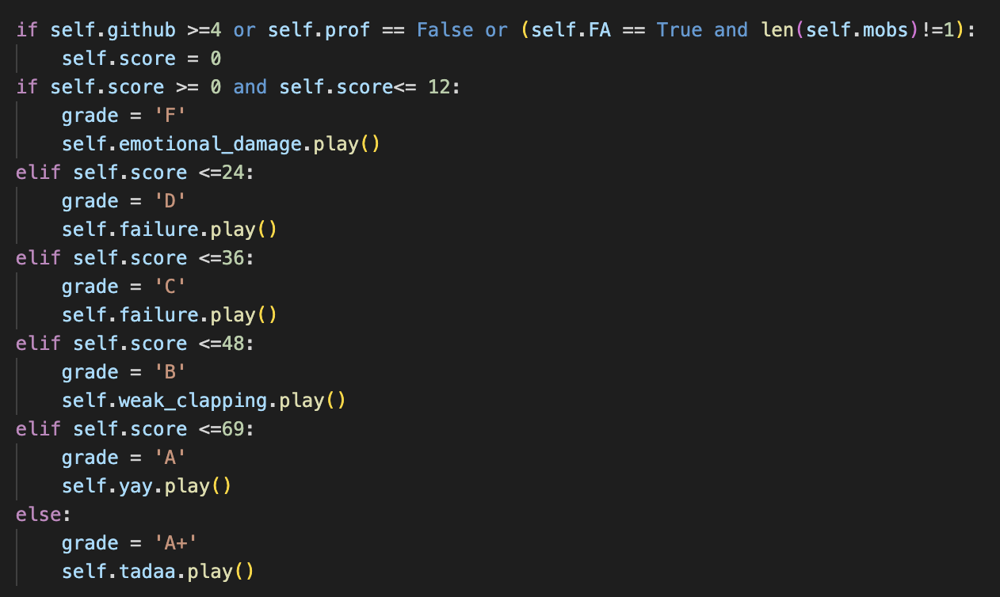 if self.github >=4 or self.prof == False or (self.FA == True and len(self.mobs)!=1):
    self.score = 0
if self.score >= 0 and self.score<= 12:
    grade = 'F'
    self.emotional_damage.play()
elif self.score <=24:
    grade = 'D'
    self.failure.play()
elif self.score <=36:
    grade = 'C'
    self.failure.play()
elif self.score <=48:
    grade = 'B'
    self.weak_clapping.play()
elif self.score <=69:
    grade = 'A'
    self.yay.play()
else:
    grade = 'A+'
    self.tadaa.play()